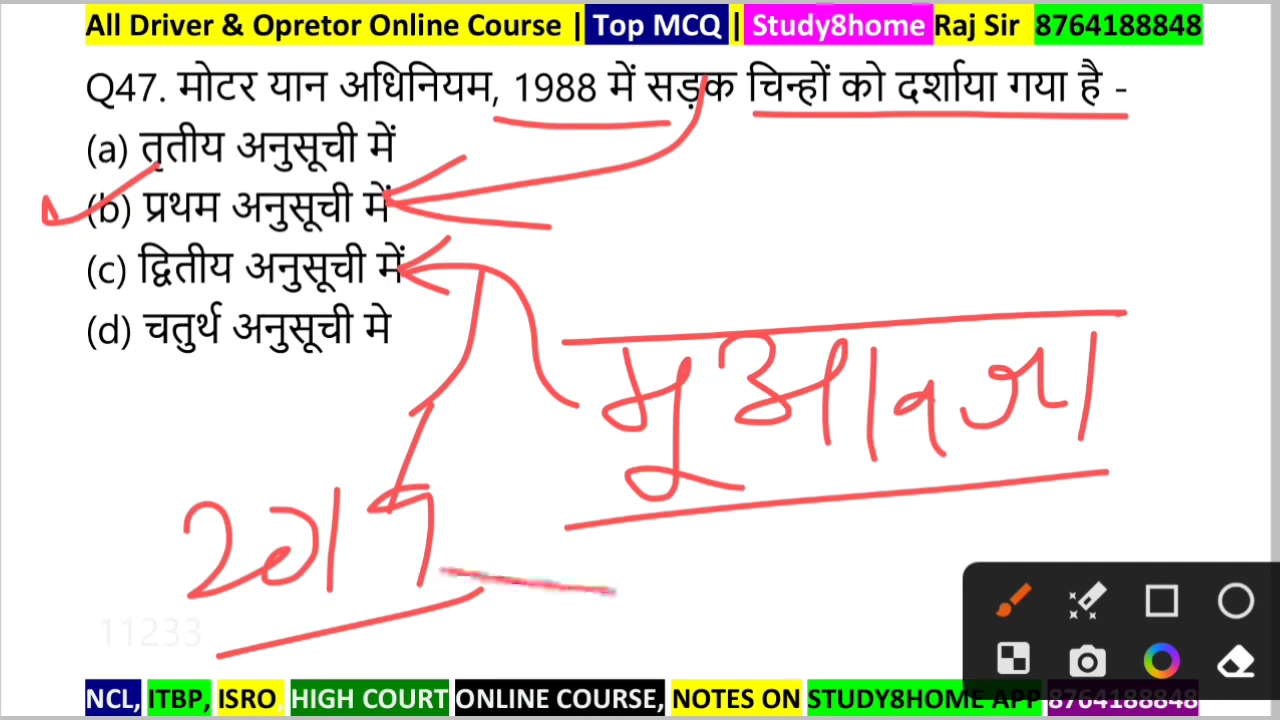 All Driver & Opretor Online Course | Top MCQ | Study8home Raj Sir 8764188848
Q47. मोटर यान अधिनियम, 1988 में सड़क चिन्हों को दर्शाया गया है -
(a) तृतीय अनुसूची में
(b) प्रथम अनुसूची में
(c) द्वितीय अनुसूची में
(d) चतुर्थ अनुसूची मे
मूआवजा
2019
11233
NCL, ITBP, ISRO, HIGH COURT ONLINE COURSE, NOTES ON STUDY8HOME APP 8764188848